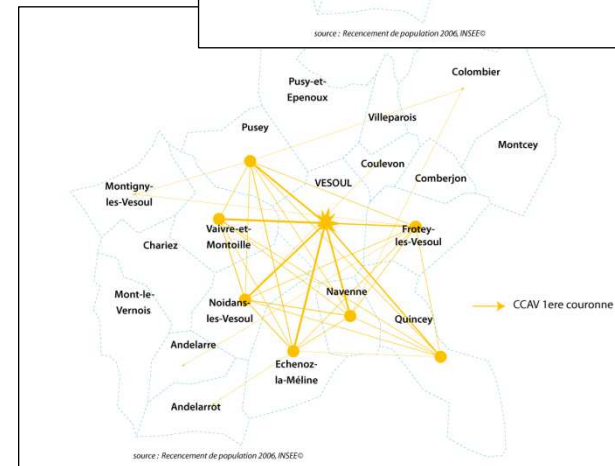 source : Recencement de population 2006, INSEE©
Colombier
Pusy-et-
Epenoux
Villeparois
Pusey
Montcey
Coulevon
Comberjon
VESOUL
Montigny-
les-Vesoul
Vaivre-et-
Montoille
Frotey-
les-Vesoul
Chariez
Mont-le-
Vernois
Noidans-
les-Vesoul
Navenne
CCAV 1ere couronne
Quincey
Andelarre
Echenoz-
la-Méline
Andelarrot
source : Recencement de population 2006, INSEE©